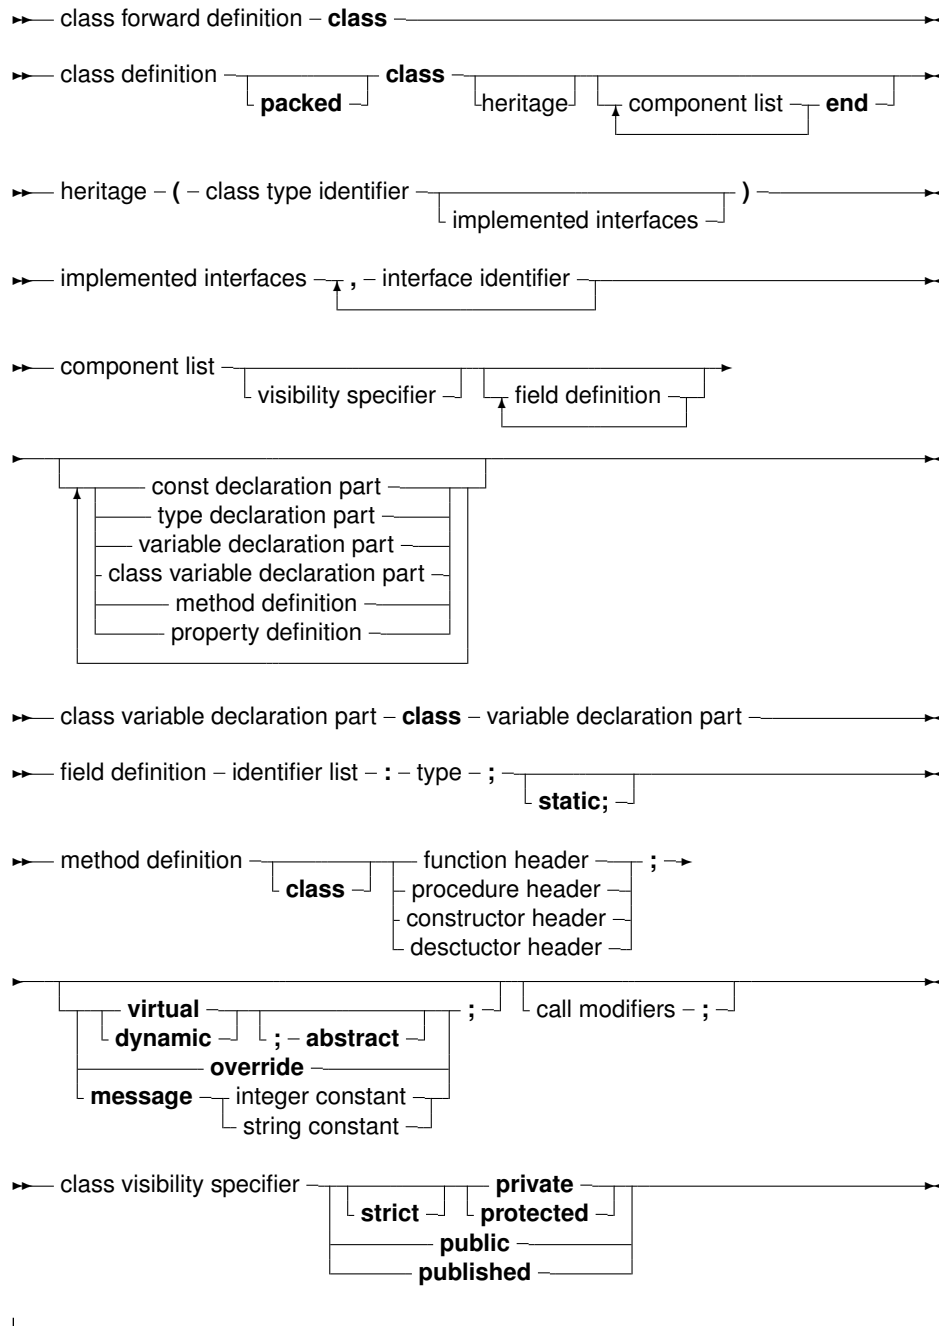 class forward definition – class
class definition packed class heritage component list end
heritage – ( – class type identifier implemented interfaces )
implemented interfaces , – interface identifier
component list visibility specifier field definition
const declaration part
type declaration part
variable declaration part
class variable declaration part
method definition
property definition
class variable declaration part – class – variable declaration part
field definition – identifier list – : – type – ; static;
method definition class function header ;
procedure header
constructor header
desctuctor header
virtual ; call modifiers – ;
dynamic ; – abstract
override
message integer constant
string constant
class visibility specifier private
strict protected
public
published